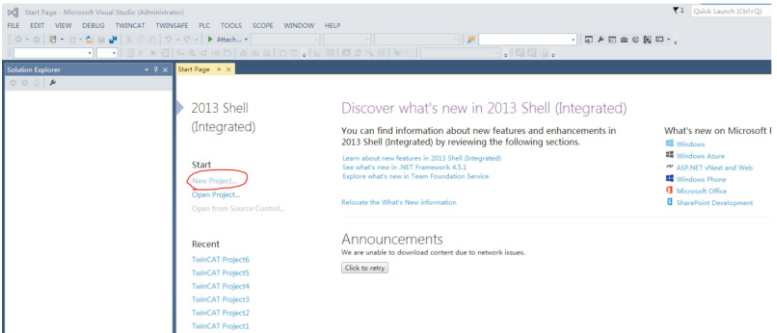 Start Page - Microsoft Visual Studio (Administrator)
1
Quick Launch (Ctrl+Q)
FILE EDIT VIEW DEBUG TWINCAT TWINSAFE PLC TOOLS SCOPE WINDOW HELP
Attach...
Solution Explorer
Start Page
2013 Shell
(Integrated)
Start
New Project...
Open Project...
Open from Source Control...
Recent
TwinCAT Project6
TwinCAT Project5
TwinCAT Project4
TwinCAT Project3
TwinCAT Project2
TwinCAT Project1
Discover what's new in 2013 Shell (Integrated)
You can find information about new features and enhancements in
2013 Shell (Integrated) by reviewing the following sections.
Learn about new features in 2013 Shell (Integrated)
See what's new in .NET Framework 4.5.1
Explore what's new in Team Foundation Service
Relocate the What's New information
Announcements
We are unable to download content due to network issues.
Click to retry
What's new on Microsoft
Windows
Windows Azure
ASP.NET vNext and Web
Windows Phone
Microsoft Office
SharePoint Development